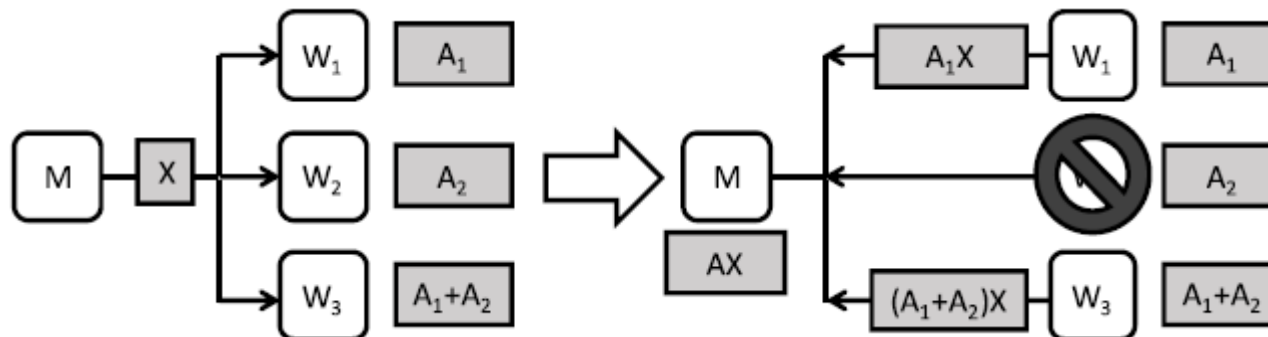 W₁ A₁ A₁X W₁ A₁
M X W₂ A₂ M A₂
AX
W₃ A₁+A₂ (A₁+A₂)X W₃ A₁+A₂